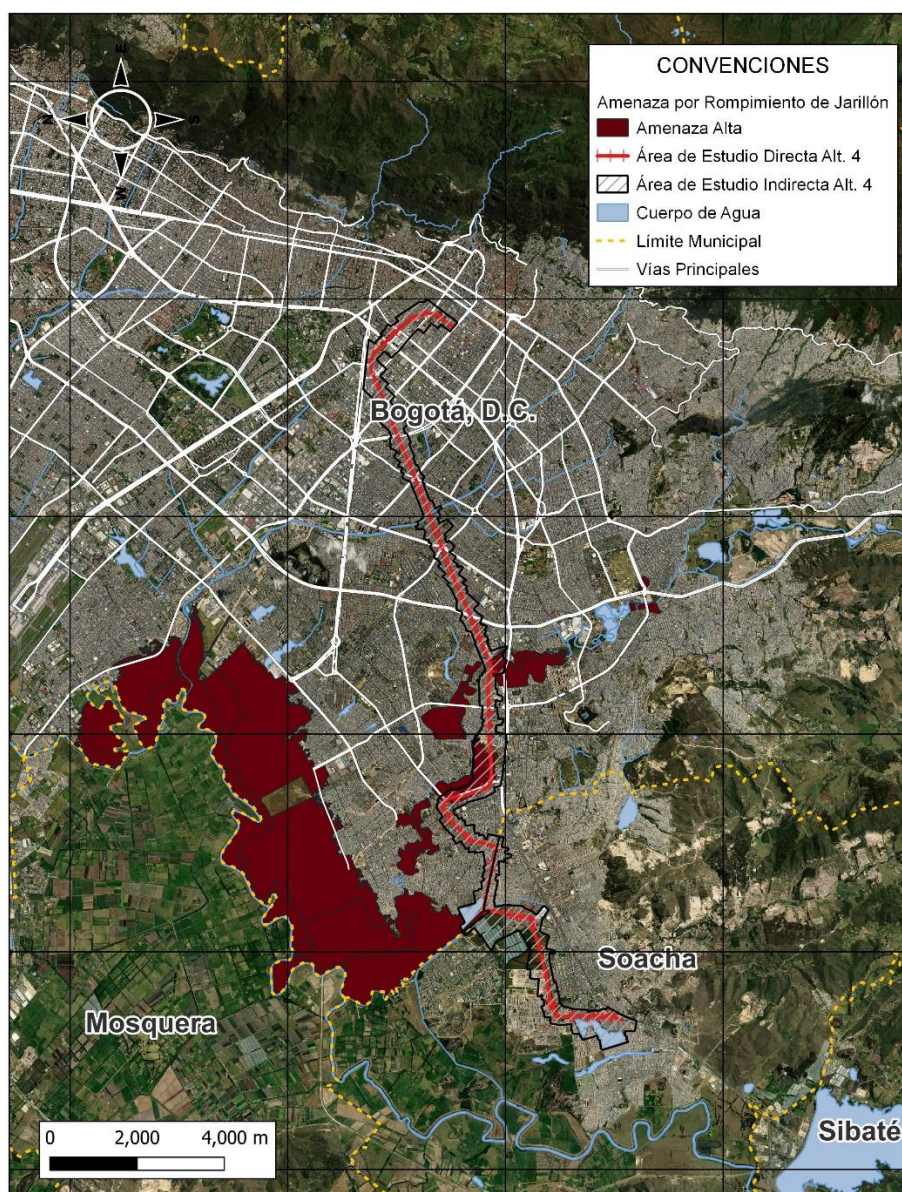 CONVENCIONES
Amenaza por Rompimiento de Jarillón
Amenaza Alta
Área de Estudio Directa Alt. 4
Área de Estudio Indirecta Alt. 4
Cuerpo de Agua
Límite Municipal
Vías Principales
E
N
S
W
Bogotá, D.C.
Soacha
Mosquera
Sibaté
0 2,000 4,000 m